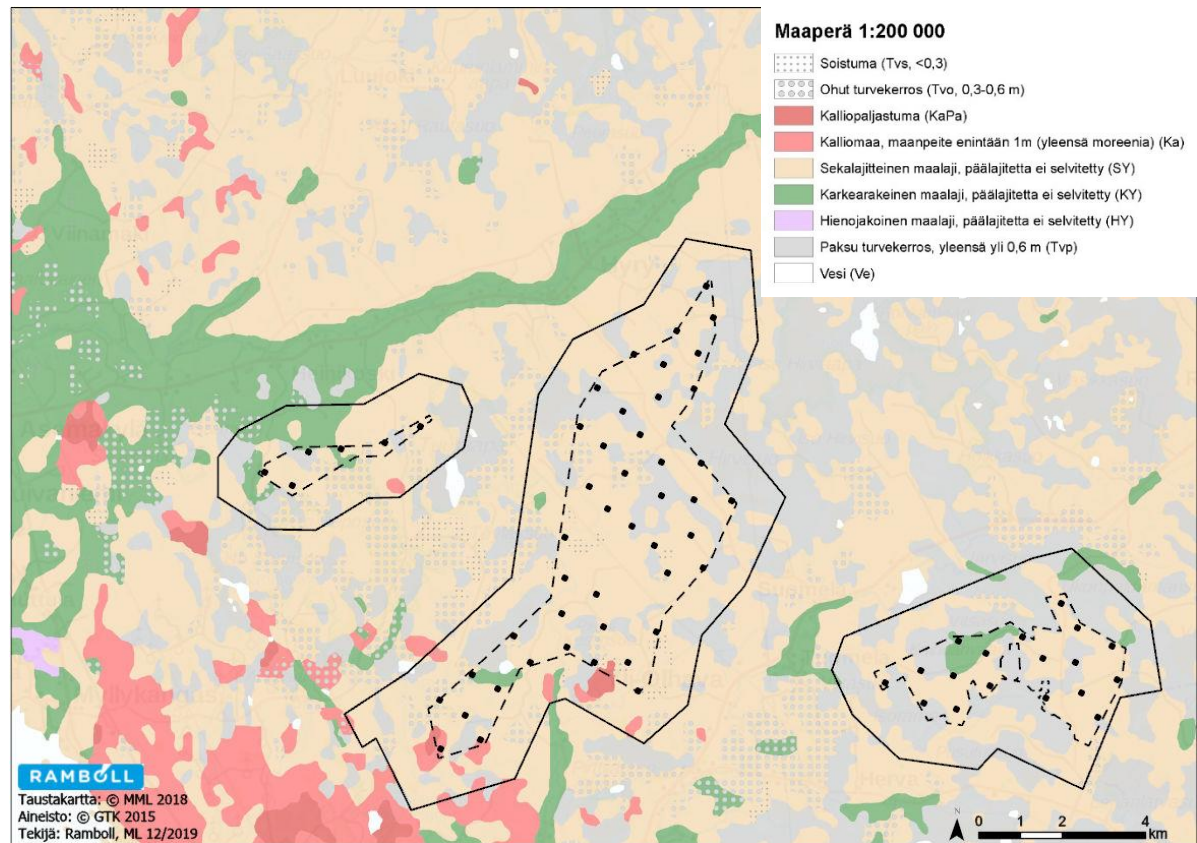 Maaperä 1:200 000
Soistuma (Tvs, <0,3)
Ohut turvekerros (Tvo, 0,3-0,6 m)
Kalliopaljastuma (KaPa)
Kalliomaa, maanpeite enintään 1m (yleensä moreenia) (Ka)
Sekalajitteinen maalaji, päälajitetta ei selvitetty (SY)
Karkearakeinen maalaji, päälajitetta ei selvitetty (KY)
Hienojakoinen maalaji, päälajitetta ei selvitetty (HY)
Paksu turvekerros, yleensä yli 0,6 m (Tvp)
Vesi (Ve)
Herva
RAMBOLL
Taustakartta: © MML 2018
Aineisto: © GTK 2015
Tekijä: Ramboll, ML 12/2019
N
0 1 2 4
km